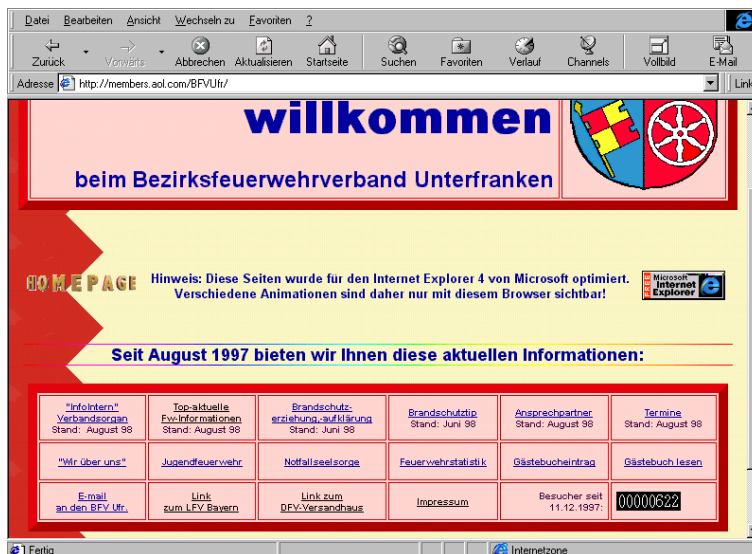 Datei Bearbeiten Ansicht Wechseln zu Favoriten ?
Zurück Vorwärts Abbrechen Aktualisieren Startseite Suchen Favoriten Verlauf Channels Vollbild E-Mail
Adresse http://members.aol.com/BFVUfr/ Link
willkommen
beim Bezirksfeuerwehrverband Unterfranken
HOMEPAGE
Hinweis: Diese Seiten wurde für den Internet Explorer 4 von Microsoft optimiert.
Verschiedene Animationen sind daher nur mit diesem Browser sichtbar!
FREE Microsoft Internet Explorer
Seit August 1997 bieten wir Ihnen diese aktuellen Informationen:
"InfoIntern"
Verbandsorgan
Stand: August 98
Top-aktuelle
Fw-Informationen
Stand: August 98
Brandschutz-
erziehung,-aufklärung
Stand: Juni 98
Brandschutztip
Stand: Juni 98
Ansprechpartner
Stand: August 98
Termine
Stand: August 98
"Wir über uns"
Jugendfeuerwehr
Notfallseelsorge
Feuerwehrstatistik
Gästebucheintrag
Gästebuch lesen
E-mail
an den BFV Ufr.
Link
zum LFV Bayern
Link zum
DFV-Versandhaus
Impressum
Besucher seit
11.12.1997:
00000622
Fertig
Internetzone